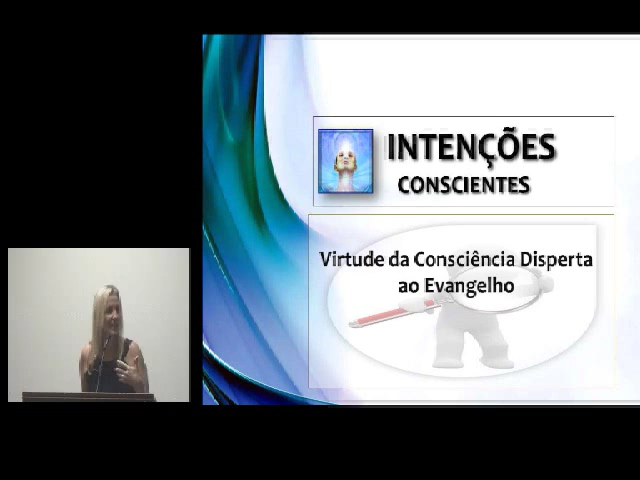 INTENÇÕES
CONSCIENTES
Virtude da Consciência Disperta
ao Evangelho